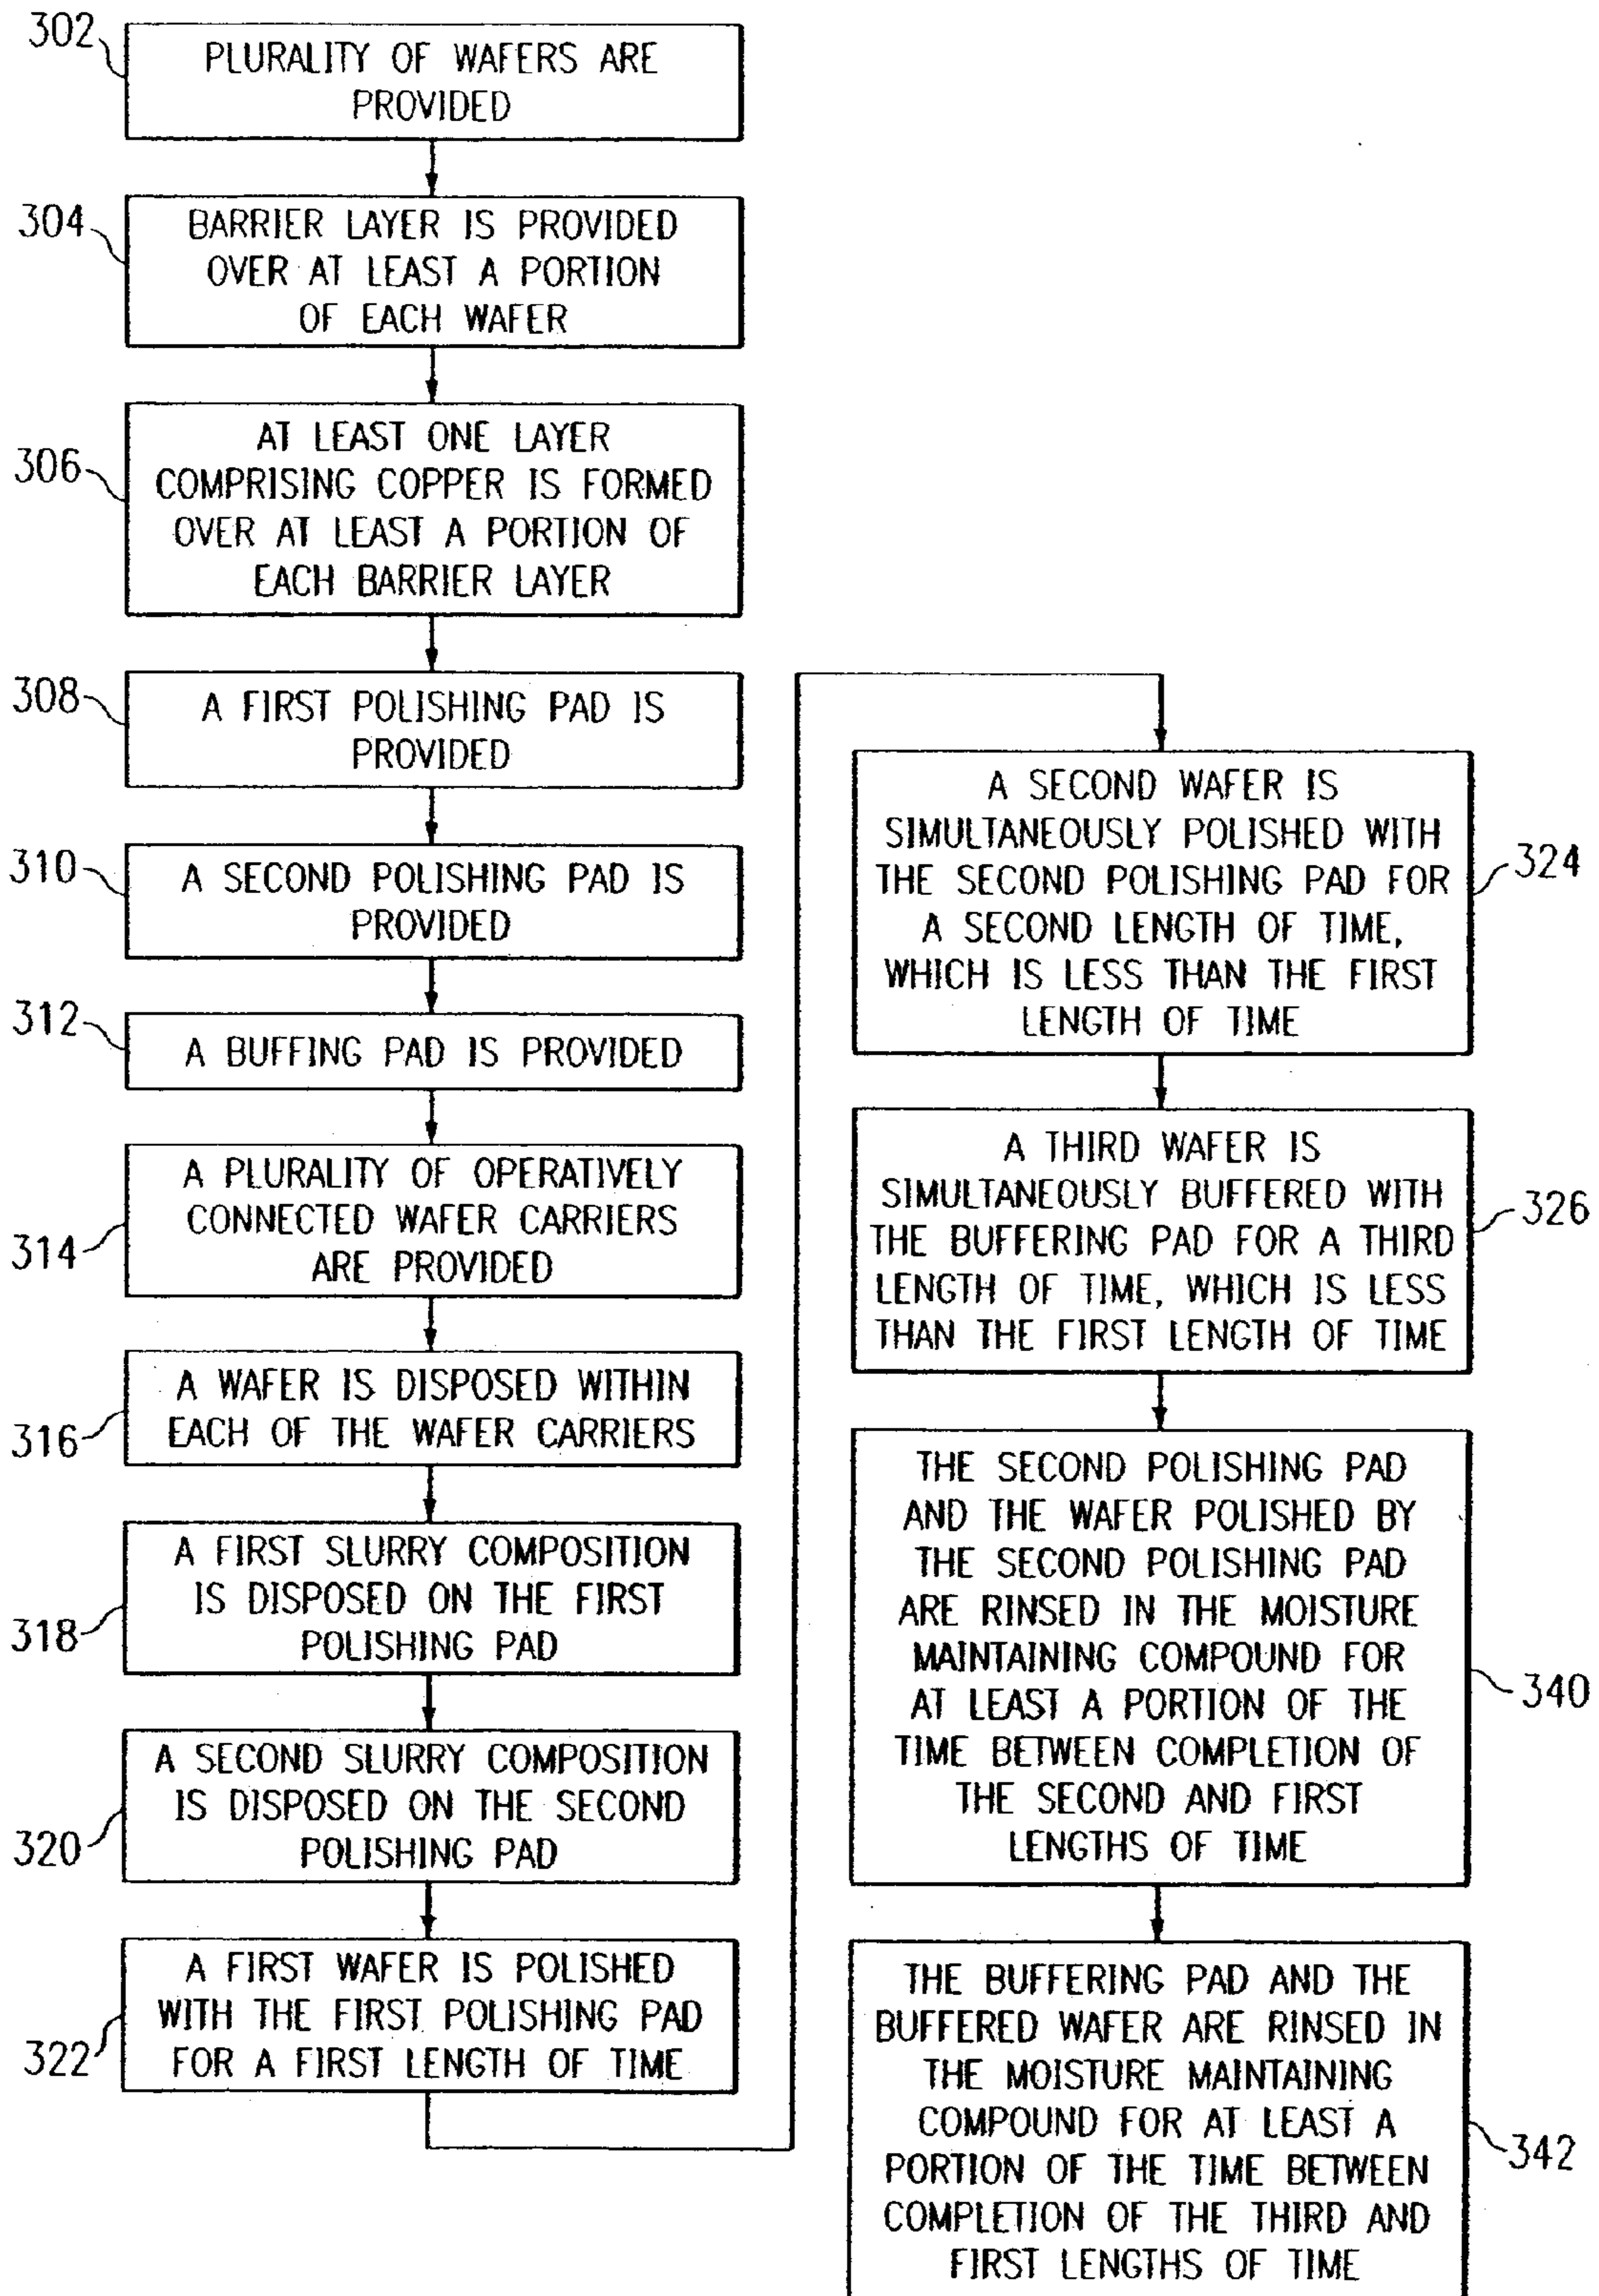 302
PLURALITY OF WAFERS ARE
PROVIDED
304
BARRIER LAYER IS PROVIDED
OVER AT LEAST A PORTION
OF EACH WAFER
306
AT LEAST ONE LAYER
COMPRISING COPPER IS FORMED
OVER AT LEAST A PORTION OF
EACH BARRIER LAYER
308
A FIRST POLISHING PAD IS
PROVIDED
310
A SECOND POLISHING PAD IS
PROVIDED
312
A BUFFING PAD IS PROVIDED
314
A PLURALITY OF OPERATIVELY
CONNECTED WAFER CARRIERS
ARE PROVIDED
316
A WAFER IS DISPOSED WITHIN
EACH OF THE WAFER CARRIERS
318
A FIRST SLURRY COMPOSITION
IS DISPOSED ON THE FIRST
POLISHING PAD
320
A SECOND SLURRY COMPOSITION
IS DISPOSED ON THE SECOND
POLISHING PAD
322
A FIRST WAFER IS POLISHED
WITH THE FIRST POLISHING PAD
FOR A FIRST LENGTH OF TIME
324
A SECOND WAFER IS
SIMULTANEOUSLY POLISHED WITH
THE SECOND POLISHING PAD FOR
A SECOND LENGTH OF TIME,
WHICH IS LESS THAN THE FIRST
LENGTH OF TIME
326
A THIRD WAFER IS
SIMULTANEOUSLY BUFFERED WITH
THE BUFFERING PAD FOR A THIRD
LENGTH OF TIME, WHICH IS LESS
THAN THE FIRST LENGTH OF TIME
340
THE SECOND POLISHING PAD
AND THE WAFER POLISHED BY
THE SECOND POLISHING PAD
ARE RINSED IN THE MOISTURE
MAINTAINING COMPOUND FOR
AT LEAST A PORTION OF THE
TIME BETWEEN COMPLETION OF
THE SECOND AND FIRST
LENGTHS OF TIME
342
THE BUFFERING PAD AND THE
BUFFERED WAFER ARE RINSED IN
THE MOISTURE MAINTAINING
COMPOUND FOR AT LEAST A
PORTION OF THE TIME BETWEEN
COMPLETION OF THE THIRD AND
FIRST LENGTHS OF TIME